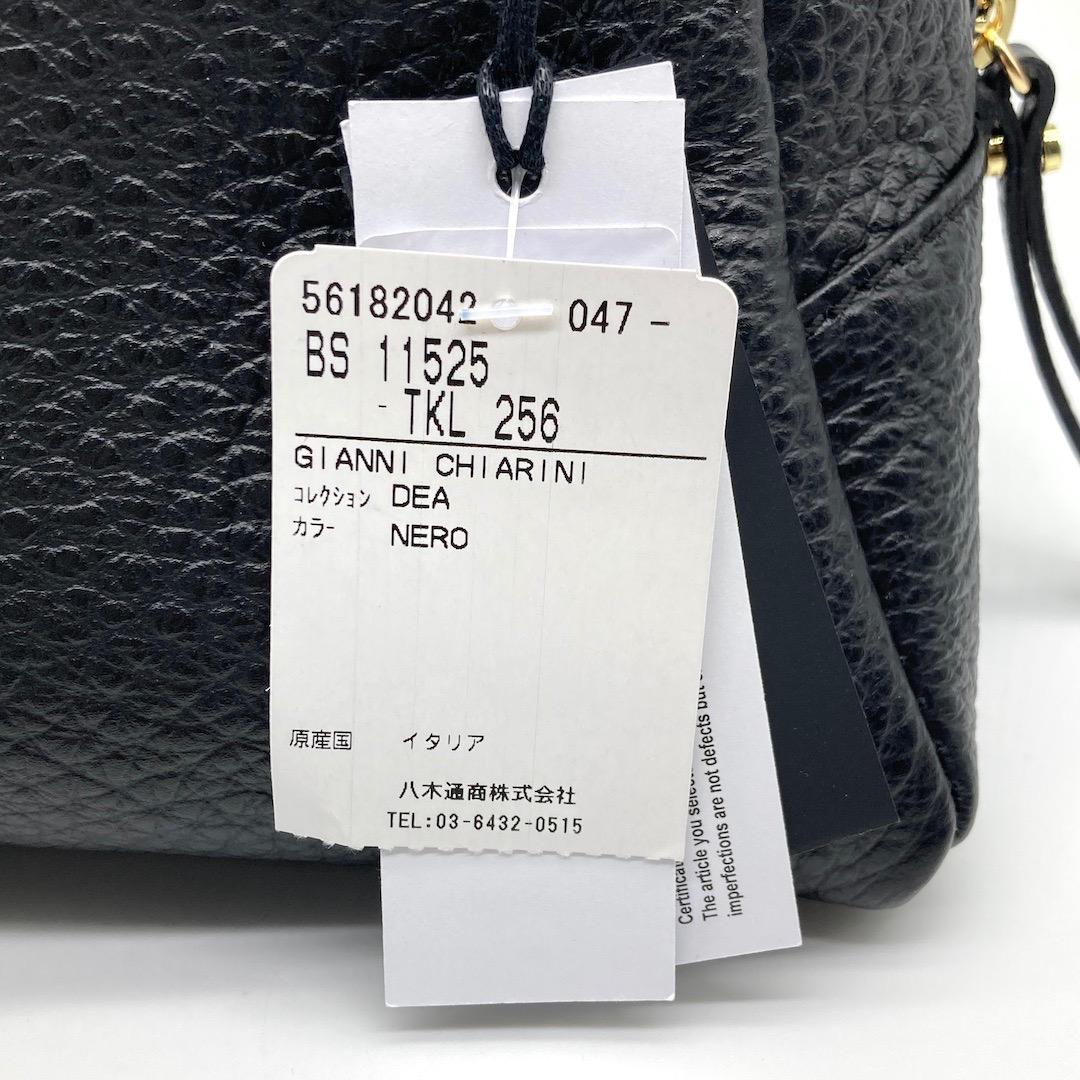 56182042 047 -
BS 11525
- TKL 256
GIANNI CHIARINI
コレクション DEA
カラー NERO
原産国 イタリア
八木通商株式会社
TEL:03-6432-0515
The article you select
imperfections are not defects but